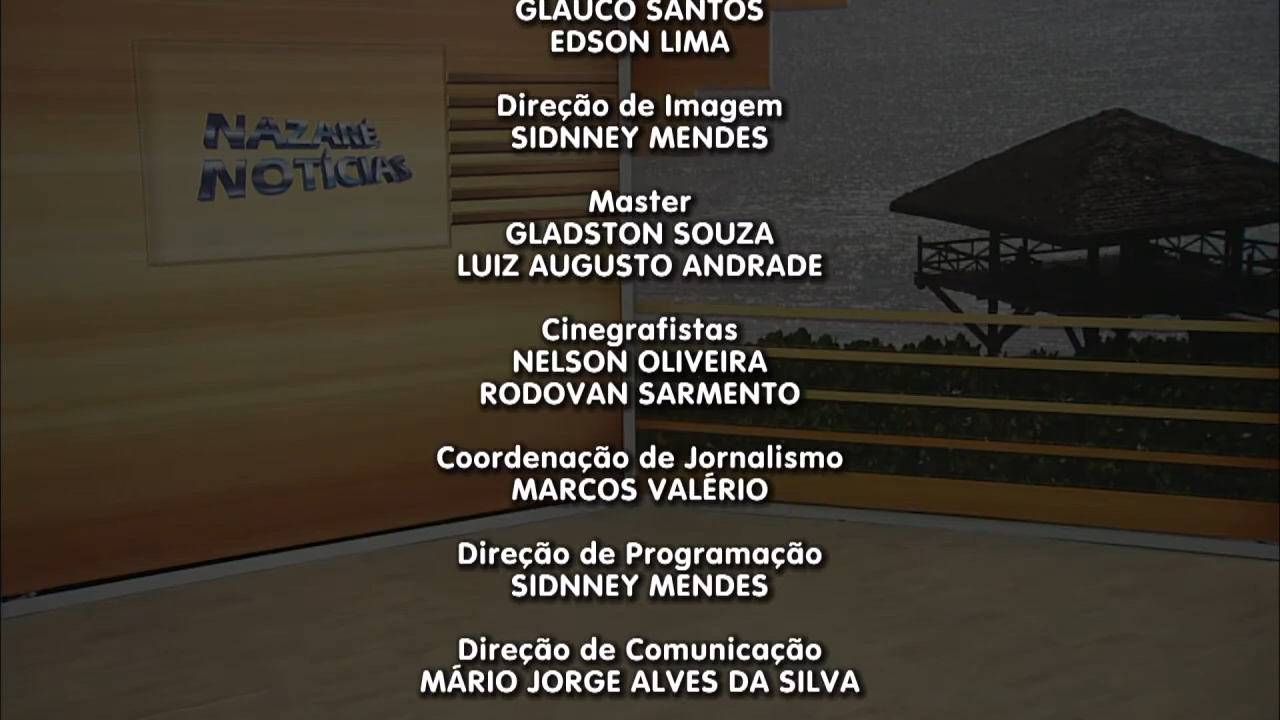 GLAUCO SANTOS
EDSON LIMA
Direção de Imagem
SIDNNEY MENDES
Master
GLADSTON SOUZA
LUIZ AUGUSTO ANDRADE
Cinegrafistas
NELSON OLIVEIRA
RODOVAN SARMENTO
Coordenação de Jornalismo
MARCOS VALÉRIO
Direção de Programação
SIDNNEY MENDES
Direção de Comunicação
MÁRIO JORGE ALVES DA SILVA
NAZARÉ
NOTÍCIAS